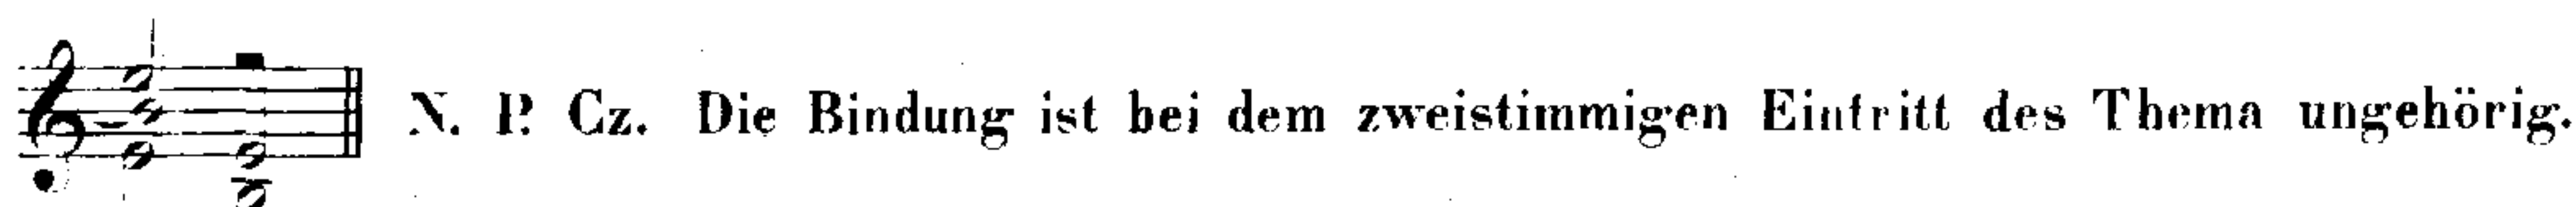 N. P. Cz. Die Bindung ist bei dem zweistimmigen Eintritt des Thema ungehörig.